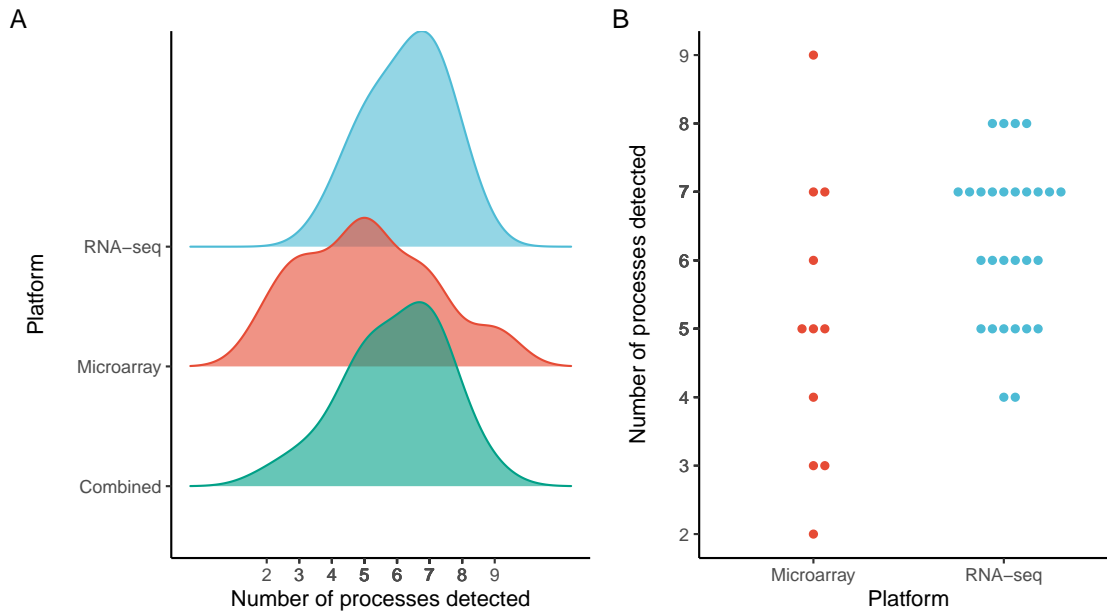 A
Platform
RNA−seq
Microarray
Combined
2 3 4 5 6 7 8 9
Number of processes detected
B
Number of processes detected
9
8
7
6
5
4
3
2
Microarray RNA−seq
Platform